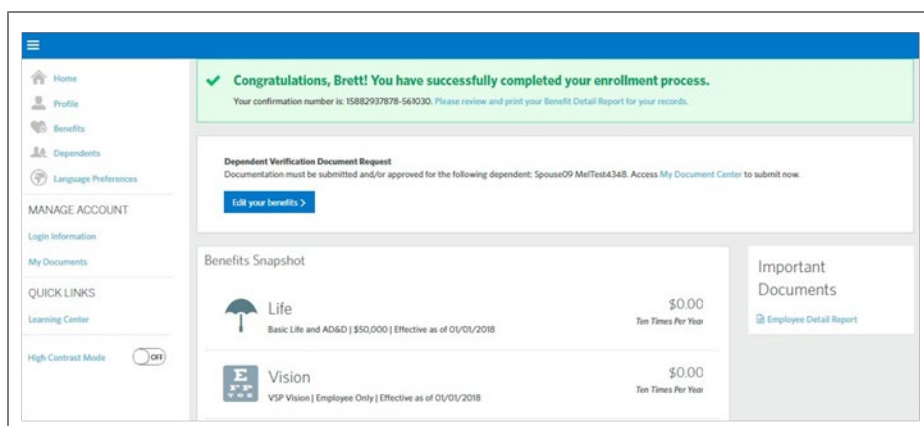 Home
Profile
Benefits
Dependents
Language Preferences
MANAGE ACCOUNT
Login Information
My Documents
QUICK LINKS
Learning Center
High Contrast Mode OFF
Congratulations, Brett! You have successfully completed your enrollment process.
Your confirmation number is: 15882937878-561030. Please review and print your Benefit Detail Report for your records.
Dependent Verification Document Request
Documentation must be submitted and/or approved for the following dependent: Spouse09 MelTest4348. Access My Document Center to submit now.
Edit your benefits >
Benefits Snapshot
Life
Basic Life and AD&D | $50,000 | Effective as of 01/01/2018
$0.00
Ten Times Per Year
E
F P
T O Z
Vision
VSP Vision | Employee Only | Effective as of 01/01/2018
$0.00
Ten Times Per Year
Important
Documents
Employee Detail Report